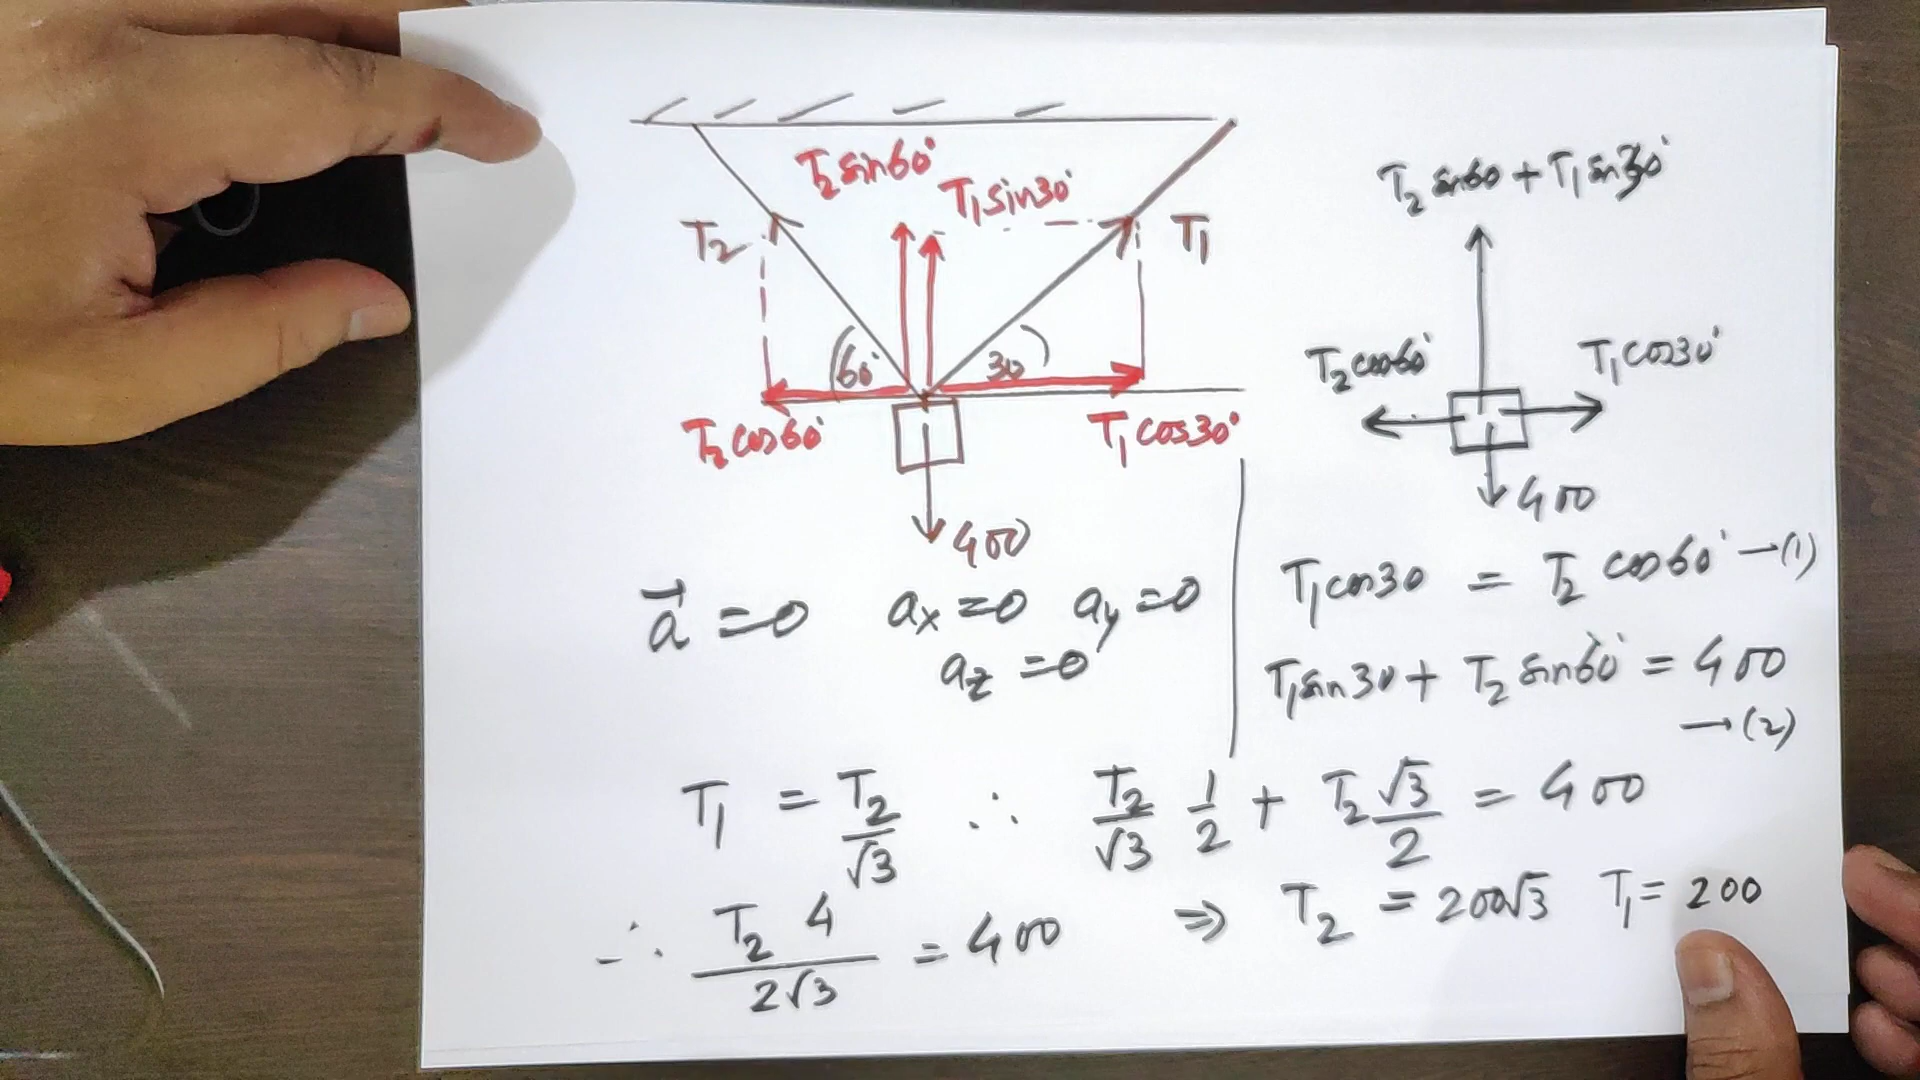 T₂ sin60°
T₁ sin30°
T₂
T₁
60°
30
T₂ cos60°
T₁ cos30°
400
T₂ sin60 + T₁ sin30°
T₂ cos60°
T₁ cos30°
400
a⃗ = 0 aₓ = 0 a_y = 0
a_z = 0
T₁ cos30 = T₂ cos60° → (1)
T₁ sin30 + T₂ sin60° = 400
→ (2)
T₁ = T₂/√3 ∴ T₂/√3 1/2 + T₂ √3/2 = 400
∴ T₂ 4/2√3 = 400 ⇒ T₂ = 200√3 T₁ = 200